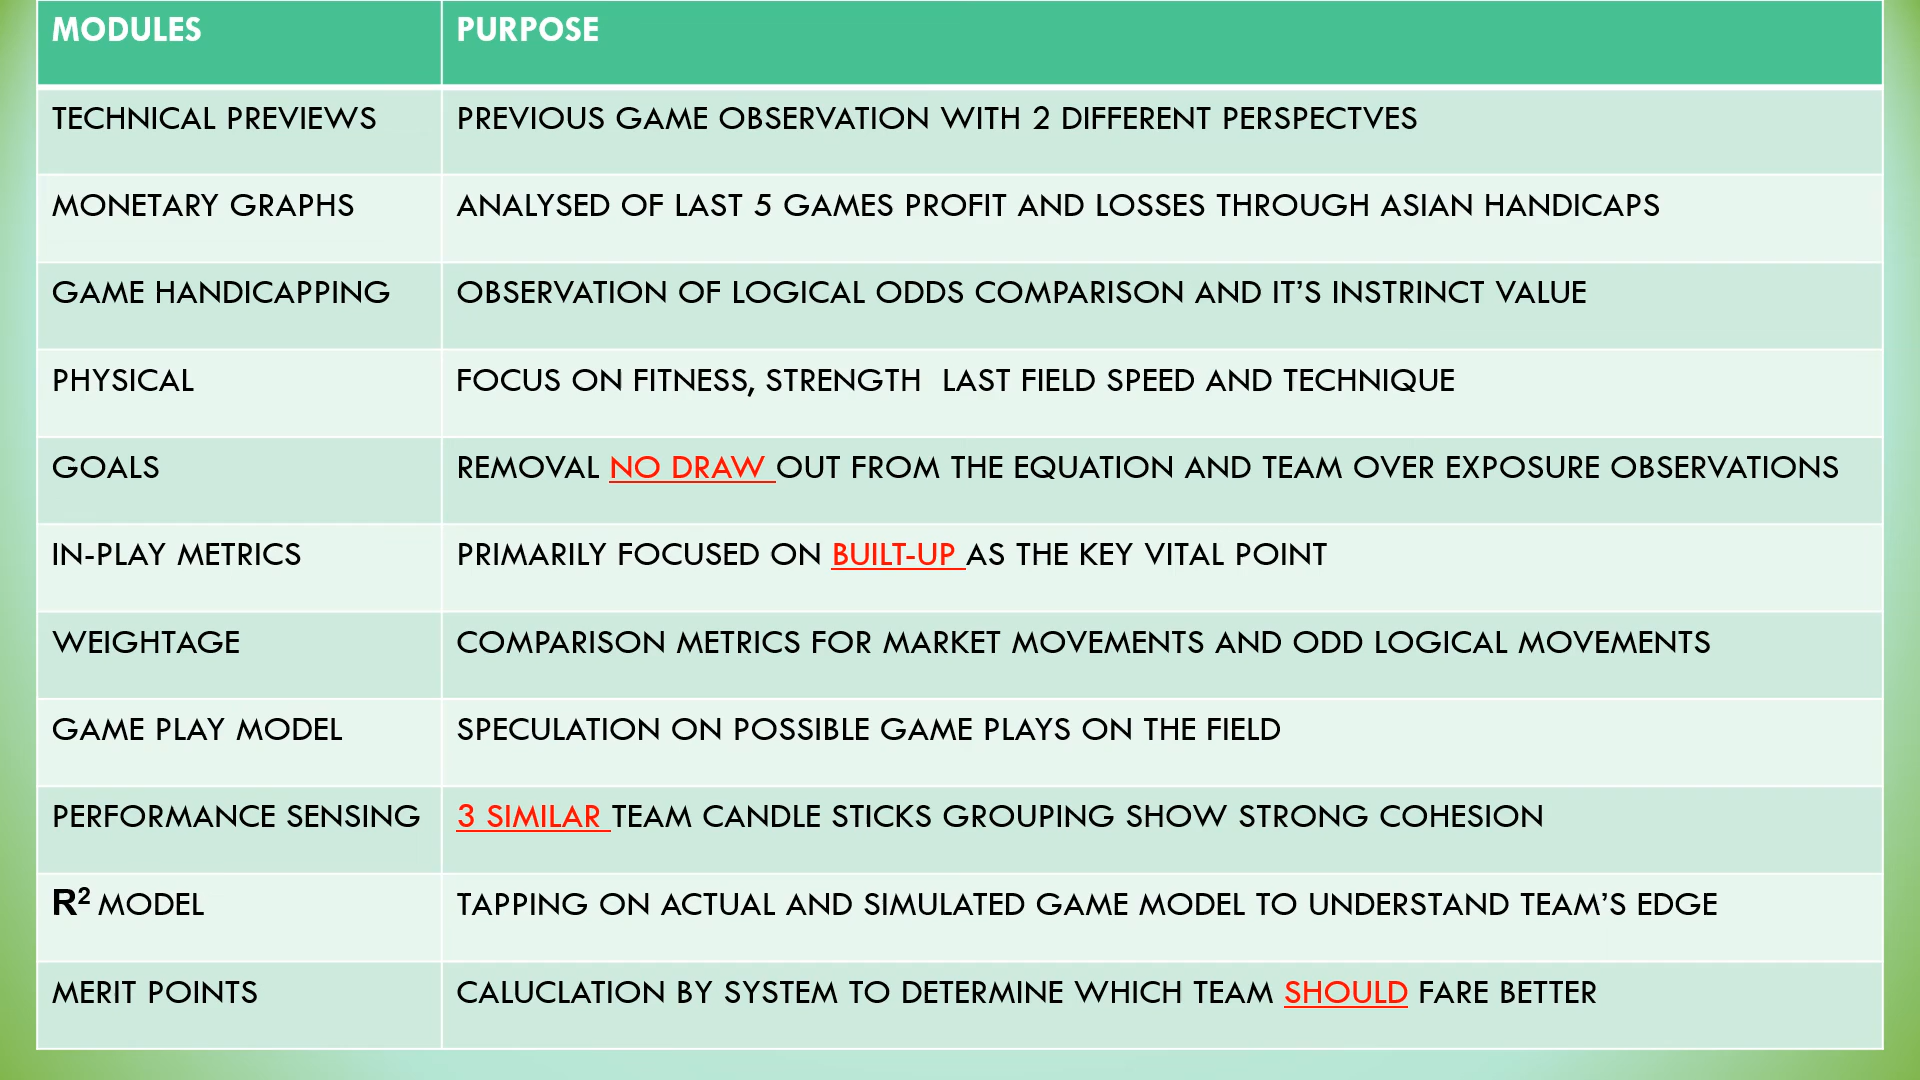 MODULES PURPOSE
TECHNICAL PREVIEWS PREVIOUS GAME OBSERVATION WITH 2 DIFFERENT PERSPECTVES
MONETARY GRAPHS ANALYSED OF LAST 5 GAMES PROFIT AND LOSSES THROUGH ASIAN HANDICAPS
GAME HANDICAPPING OBSERVATION OF LOGICAL ODDS COMPARISON AND IT’S INSTRINCT VALUE
PHYSICAL FOCUS ON FITNESS, STRENGTH LAST FIELD SPEED AND TECHNIQUE
GOALS REMOVAL NO DRAW OUT FROM THE EQUATION AND TEAM OVER EXPOSURE OBSERVATIONS
IN-PLAY METRICS PRIMARILY FOCUSED ON BUILT-UP AS THE KEY VITAL POINT
WEIGHTAGE COMPARISON METRICS FOR MARKET MOVEMENTS AND ODD LOGICAL MOVEMENTS
GAME PLAY MODEL SPECULATION ON POSSIBLE GAME PLAYS ON THE FIELD
PERFORMANCE SENSING 3 SIMILAR TEAM CANDLE STICKS GROUPING SHOW STRONG COHESION
R² MODEL TAPPING ON ACTUAL AND SIMULATED GAME MODEL TO UNDERSTAND TEAM’S EDGE
MERIT POINTS CALUCLATION BY SYSTEM TO DETERMINE WHICH TEAM SHOULD FARE BETTER